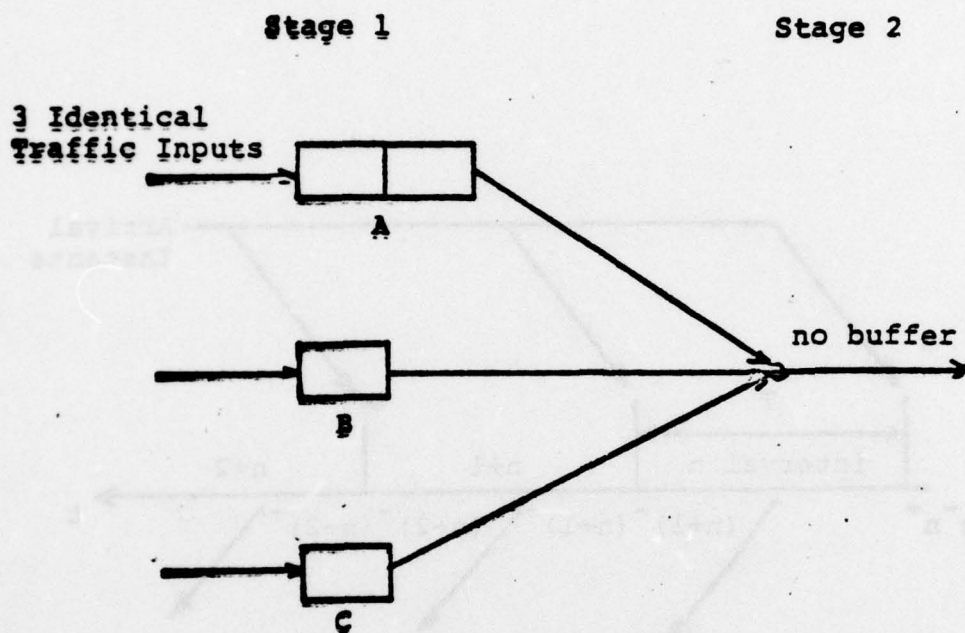 Stage 1
Stage 2
3 Identical
Traffic Inputs
A
no buffer
B
C